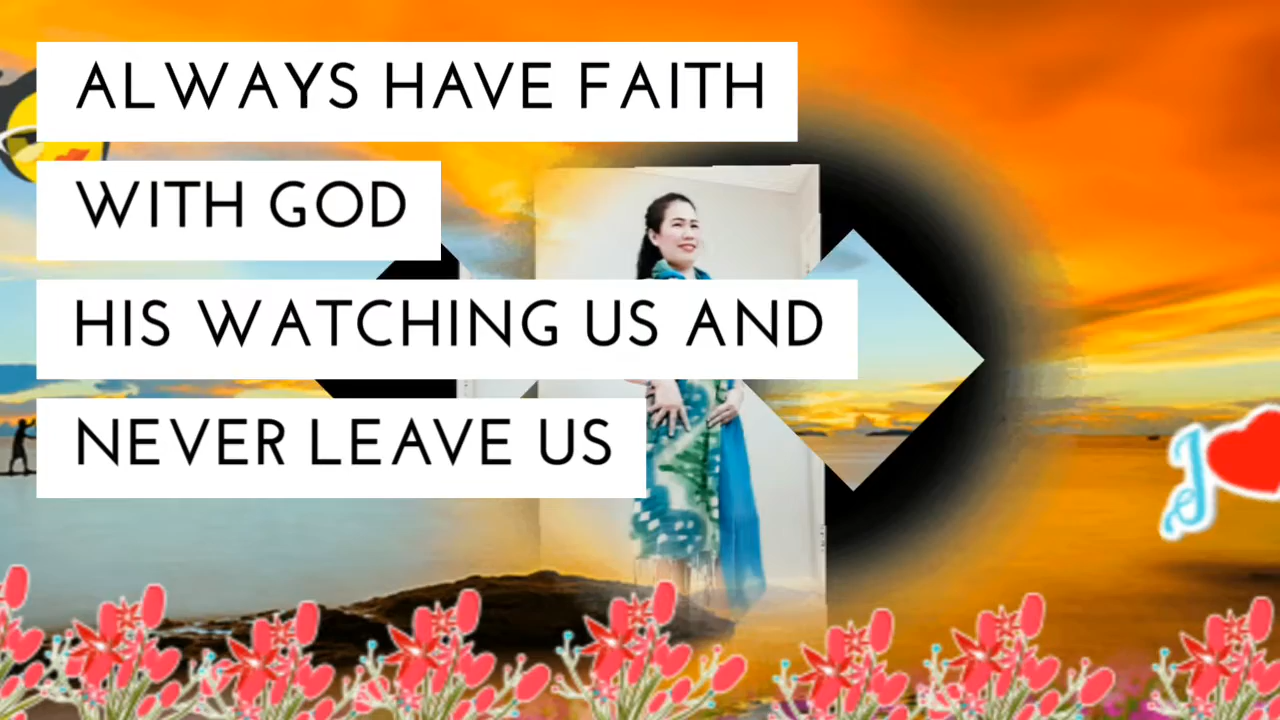 ALWAYS HAVE FAITH
WITH GOD
HIS WATCHING US AND
NEVER LEAVE US